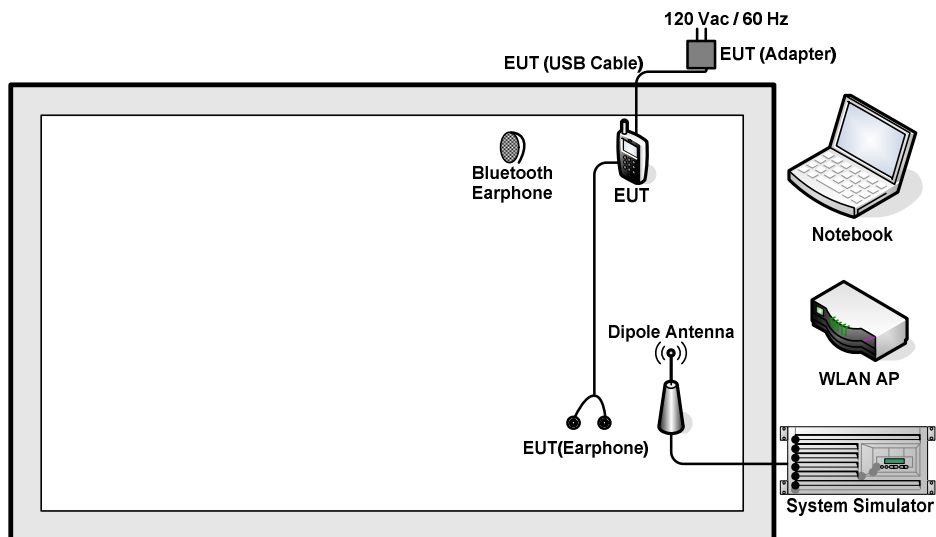 120 Vac / 60 Hz
EUT (USB Cable)
EUT (Adapter)
Bluetooth
Earphone
EUT
Notebook
Dipole Antenna
WLAN AP
EUT(Earphone)
System Simulator